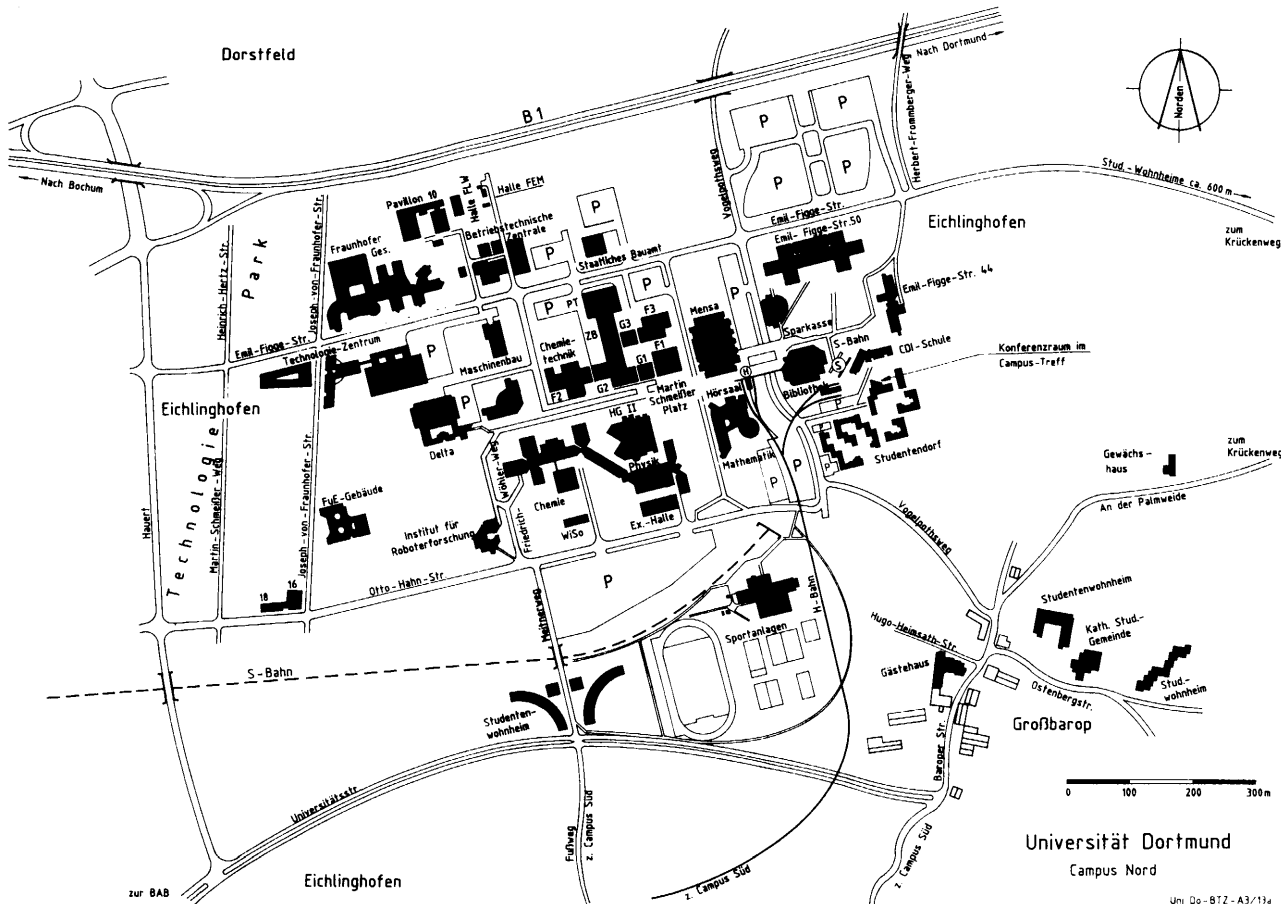 Dorstfeld
Nach Dortmund
B 1
Norden
Nach Bochum
Vogelpothsweg
Herbert-Frommberger-Weg
P
P
P
P
Stud.-Wohnheime ca. 600 m
Halle FLW
Halle FEM
Pavillon 10
P
Emil-Figge-Str.
Eichlinghofen
zum
Krückenweg
Betriebstechnische
Zentrale
Fraunhofer
Ges.
Emil- Figge-Str.50
Staatliches Bauamt
P
P
P
Park
Heinrich-Hertz-Str.
Joseph-von-Fraunhofer-Str.
Emil-Figge-Str. 44
P
PT
F3
Mensa
ZB
G3
Sparkasse
S-Bahn
Emil-Figge-Str.
Technologie-Zentrum
P
Maschinenbau
Chemie-
technik
F1
G1
CDI-Schule
Konferenzraum im
Campus-Treff
H
S
G2
F2
Martin
Schmeißer
Platz
Hörsaal
Bibliothek
P
Eichlinghofen
P
HG II
Delta
Mathematik
Studentendorf
Physik
P
P
P
zum
Krückenweg
Gewächs-
haus
Technologie
Hauert
Martin-Schmeißer-Weg
Joseph-von-Fraunhofer-Str.
FuE-Gebäude
Friedrich-
Wöhler-Weg
Chemie
Ex.-Halle
WiSo
Institut für
Roboterforschung
An der Palmweide
Vogelpothsweg
18
16
Otto-Hahn-Str.
P
Meitnerweg
H-Bahn
Studentenwohnheim
Sportanlagen
Hugo-Heimsath-Str.
Kath. Stud.-
Gemeinde
S-Bahn
Gästehaus
Stud.-
wohnheim
Ostenbergstr.
Studenten-
wohnheim
Großbarop
Baroper Str.
Universitätsstr.
Fußweg
z. Campus Süd
0 100 200 300 m
z. Campus Süd
z. Campus Süd
Universität Dortmund
Campus Nord
zur BAB
Eichlinghofen
Uni Do-BTZ-A3/13a